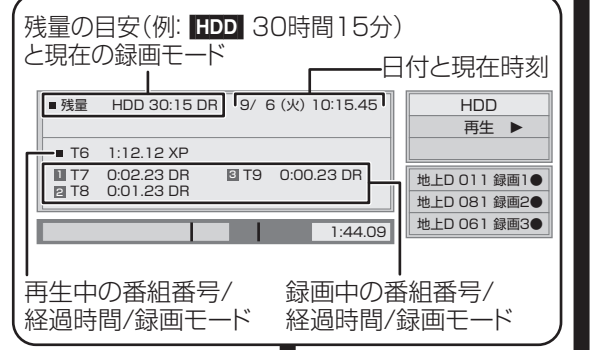 残量の目安（例: HDD 30時間15分）
と現在の録画モード
日付と現在時刻
■ 残量 HDD 30:15 DR 9/ 6 (火) 10:15.45
HDD
再生 ▶
■ T6 1:12.12 XP
1 T7 0:02.23 DR 3 T9 0:00.23 DR
2 T8 0:01.23 DR
地上D 011 録画1●
地上D 081 録画2●
地上D 061 録画3●
1:44.09
再生中の番組番号/
経過時間/録画モード
録画中の番組番号/
経過時間/録画モード